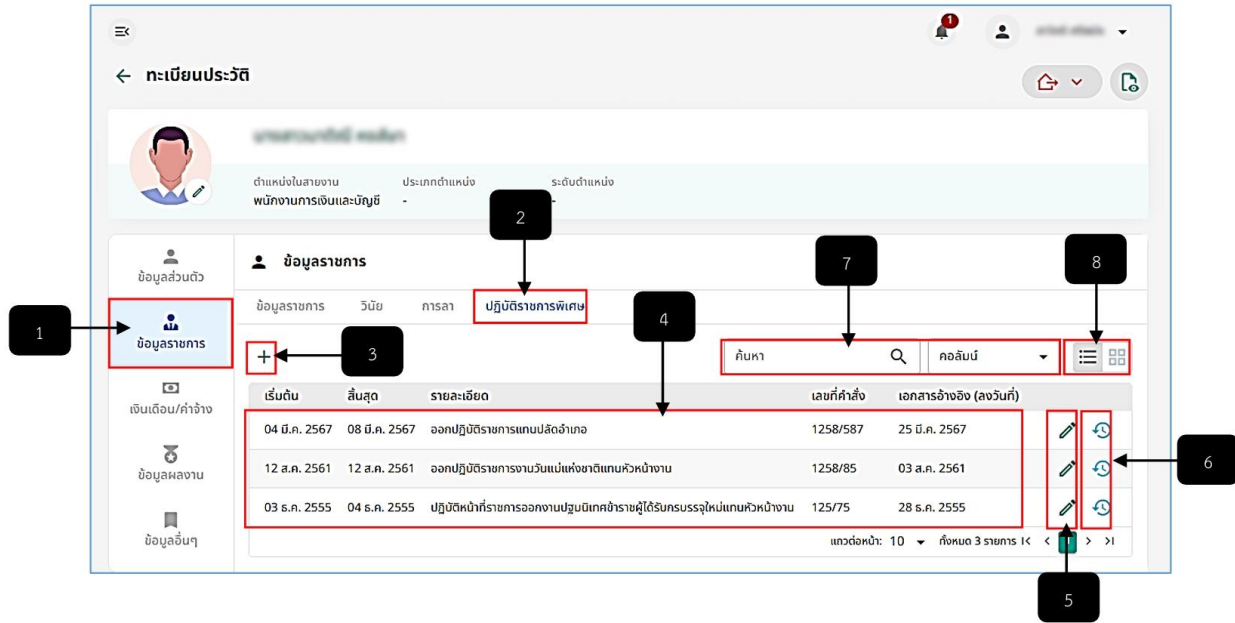 1
ทะเบียนประวัติ
ตำแหน่งในสายงาน ประเภทตำแหน่ง ระดับตำแหน่ง
พนักงานการเงินและบัญชี - -
2
ข้อมูลส่วนตัว
ข้อมูลราชการ
7
8
1
ข้อมูลราชการ
ข้อมูลราชการ วินัย การลา ปฏิบัติราชการพิเศษ
4
3
ค้นหา คอลัมน์
เงินเดือน/ค่าจ้าง
เริ่มต้น สิ้นสุด รายละเอียด เลขที่คำสั่ง เอกสารอ้างอิง (ลงวันที่)
04 มี.ค. 2567 08 มี.ค. 2567 ออกปฏิบัติราชการแทนปลัดอำเภอ 1258/587 25 มี.ค. 2567
12 ส.ค. 2561 12 ส.ค. 2561 ออกปฏิบัติราชการงานวันแม่แห่งชาติแทนหัวหน้างาน 1258/85 03 ส.ค. 2561
6
ข้อมูลผลงาน
03 ธ.ค. 2555 04 ธ.ค. 2555 ปฏิบัติหน้าที่ราชการออกงานปฐมนิเทศข้าราชผู้ได้รับกรบรรจุใหม่แทนหัวหน้างาน 125/75 28 ธ.ค. 2555
ข้อมูลอื่นๆ
แถวต่อหน้า: 10 ทั้งหมด 3 รายการ 1
5